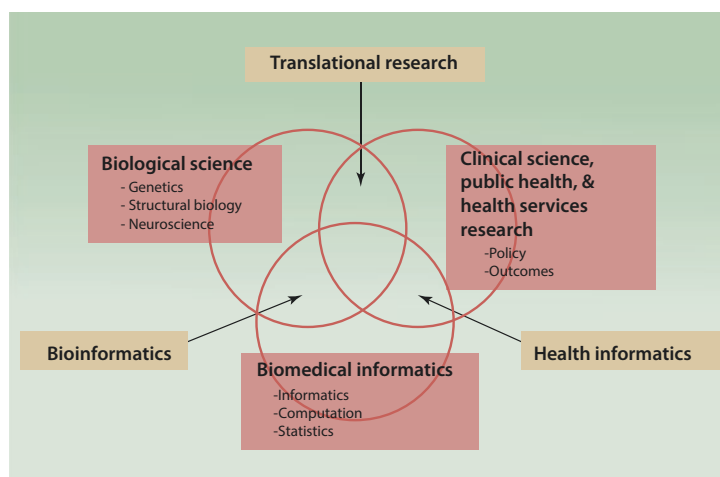 Translational research
Biological science
- Genetics
- Structural biology
- Neuroscience
Clinical science,
public health, &
health services
research
-Policy
-Outcomes
Bioinformatics
Health informatics
Biomedical informatics
-Informatics
-Computation
-Statistics